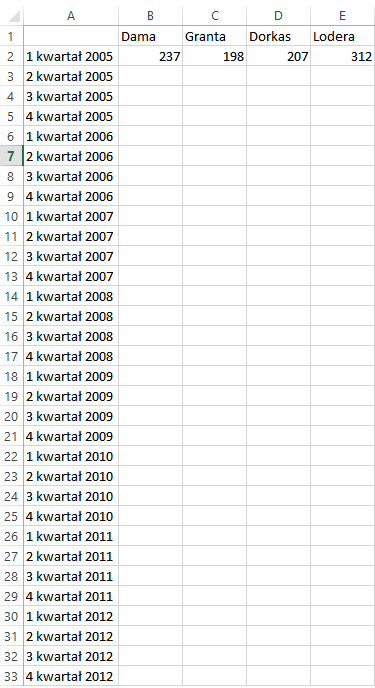 A B C D E
1 Dama Granta Dorkas Lodera
2 1 kwartał 2005 237 198 207 312
3 2 kwartał 2005
4 3 kwartał 2005
5 4 kwartał 2005
6 1 kwartał 2006
7 2 kwartał 2006
8 3 kwartał 2006
9 4 kwartał 2006
10 1 kwartał 2007
11 2 kwartał 2007
12 3 kwartał 2007
13 4 kwartał 2007
14 1 kwartał 2008
15 2 kwartał 2008
16 3 kwartał 2008
17 4 kwartał 2008
18 1 kwartał 2009
19 2 kwartał 2009
20 3 kwartał 2009
21 4 kwartał 2009
22 1 kwartał 2010
23 2 kwartał 2010
24 3 kwartał 2010
25 4 kwartał 2010
26 1 kwartał 2011
27 2 kwartał 2011
28 3 kwartał 2011
29 4 kwartał 2011
30 1 kwartał 2012
31 2 kwartał 2012
32 3 kwartał 2012
33 4 kwartał 2012